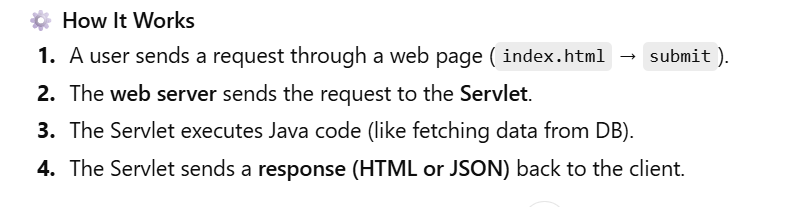 How It Works
1. A user sends a request through a web page ( index.html → submit ).
2. The web server sends the request to the Servlet.
3. The Servlet executes Java code (like fetching data from DB).
4. The Servlet sends a response (HTML or JSON) back to the client.